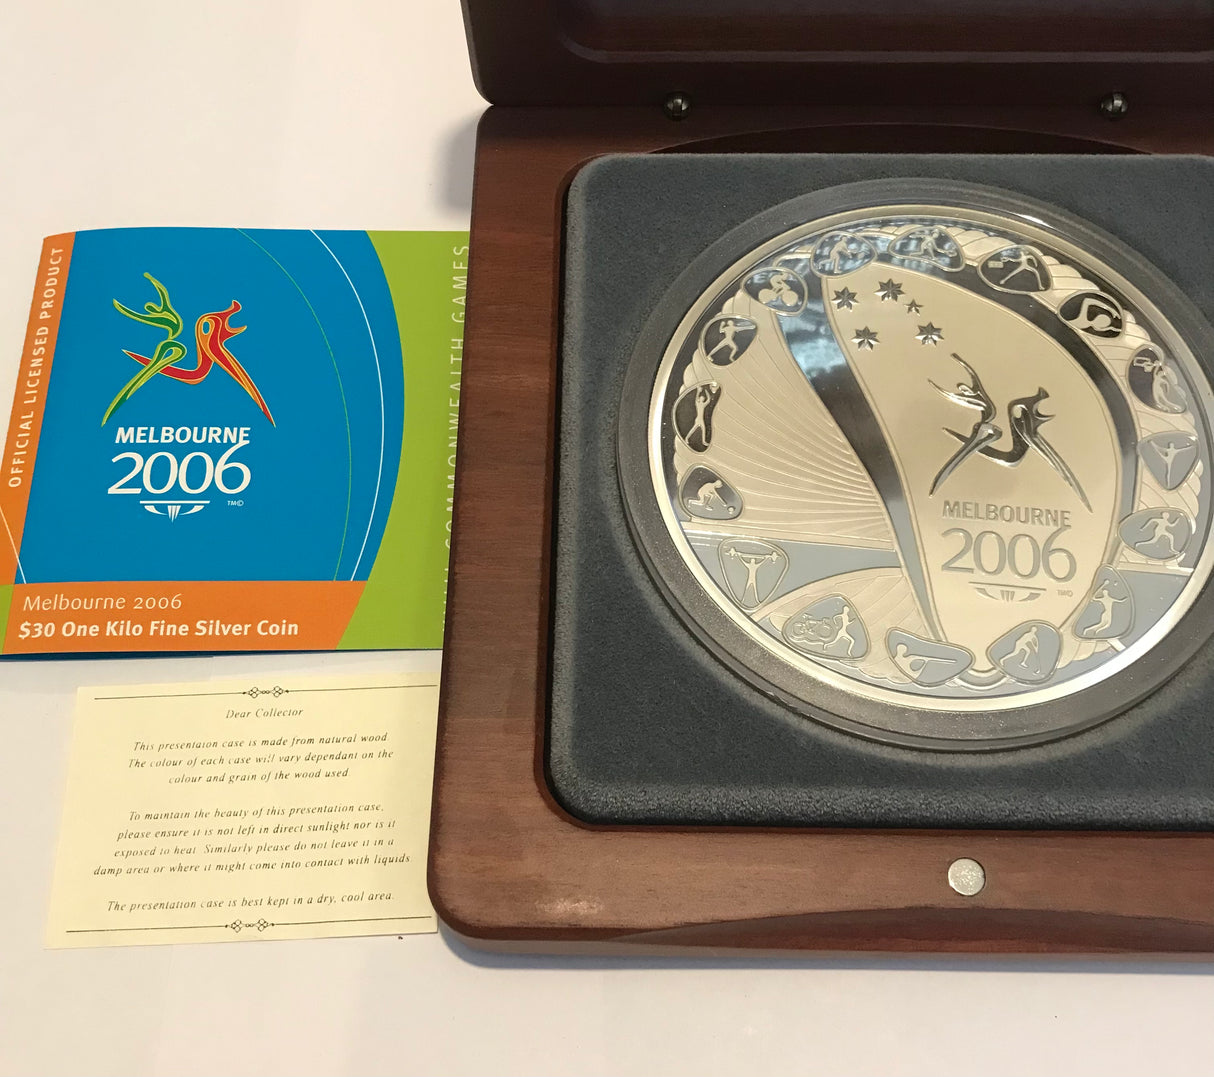 OFFICIAL LICENSED PRODUCT
MELBOURNE
2006
TM©
COMMONWEALTH GAMES
Melbourne 2006
$30 One Kilo Fine Silver Coin
Dear Collector
This presentaion case is made from natural wood.
The colour of each case will vary dependant on the
colour and grain of the wood used
To maintain the beauty of this presentation case,
please ensure it is not left in direct sunlight nor is it
exposed to heat. Similarly please do not leave it in a
damp area or where it might come into contact with liquids
The presentation case is best kept in a dry, cool area.
MELBOURNE
2006
TM©